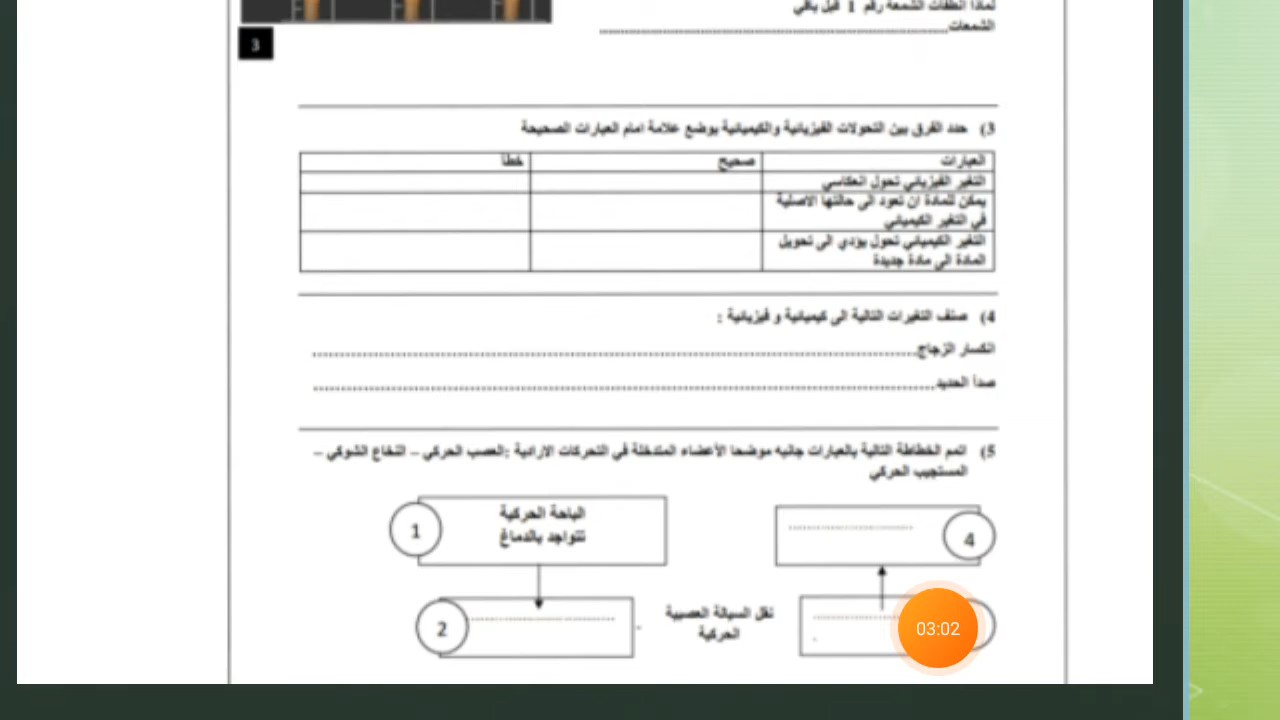 لماذا انطفأت الشمعة رقم 1 قبل باقي
الشمعات.........................................
3
3) حدد الفرق بين التحولات الفيزيائية والكيميائية بوضع علامة امام العبارات الصحيحة
العبارات صحيح خطأ
التغير الفيزيائي تحول انعكاسي
يمكن للمادة ان تعود الى حالتها الاصلية
في التغير الكيميائي
التغير الكيميائي تحول يؤدي الى تحويل
المادة الى مادة جديدة
4) صنف التغيرات التالية الى كيميائية و فيزيائية :
انكسار الزجاج.........................................
صدأ الحديد.........................................
5) اتمم الخطاطة التالية بالعبارات جانبه موضحا الأعضاء المتدخلة في التحركات الارادية :العصب الحركي – النخاع الشوكي –
المستجيب الحركي
الباحة الحركية
تتواجد بالدماغ
1
4
2
نقل السيالة العصبية
الحركية
03:02